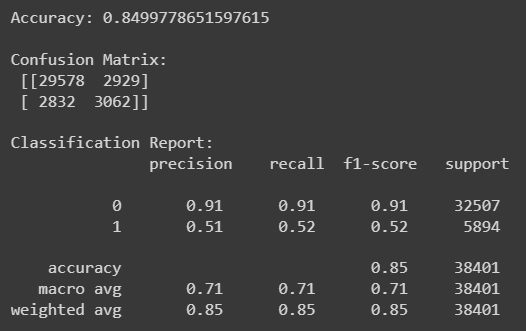 Accuracy: 0.8499778651597615
Confusion Matrix:
[[29578 2929]
[ 2832 3062]]
Classification Report:
precision recall f1-score support
0 0.91 0.91 0.91 32507
1 0.51 0.52 0.52 5894
accuracy 0.85 38401
macro avg 0.71 0.71 0.71 38401
weighted avg 0.85 0.85 0.85 38401